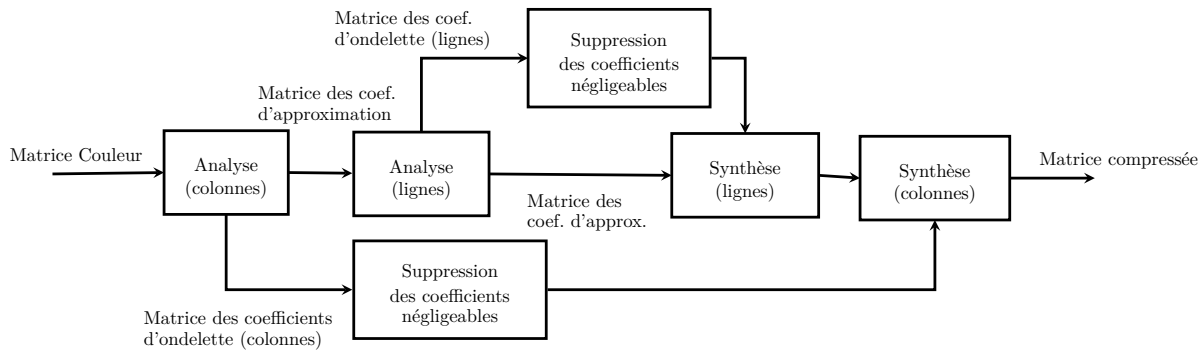 Matrice des coef.
d'ondelette (lignes)
Suppression
des coefficients
négligeables
Matrice des coef.
d'approximation
Matrice Couleur
Analyse
(colonnes)
Analyse
(lignes)
Synthèse
(lignes)
Synthèse
(colonnes)
Matrice compressée
Matrice des
coef. d'approx.
Suppression
des coefficients
négligeables
Matrice des coefficients
d'ondelette (colonnes)